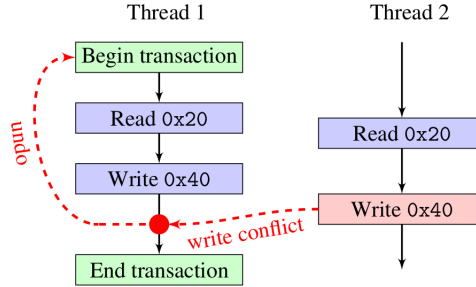 Thread 1
Thread 2
Begin transaction
Read 0x20
Read 0x20
Write 0x40
Write 0x40
undo
write conflict
End transaction